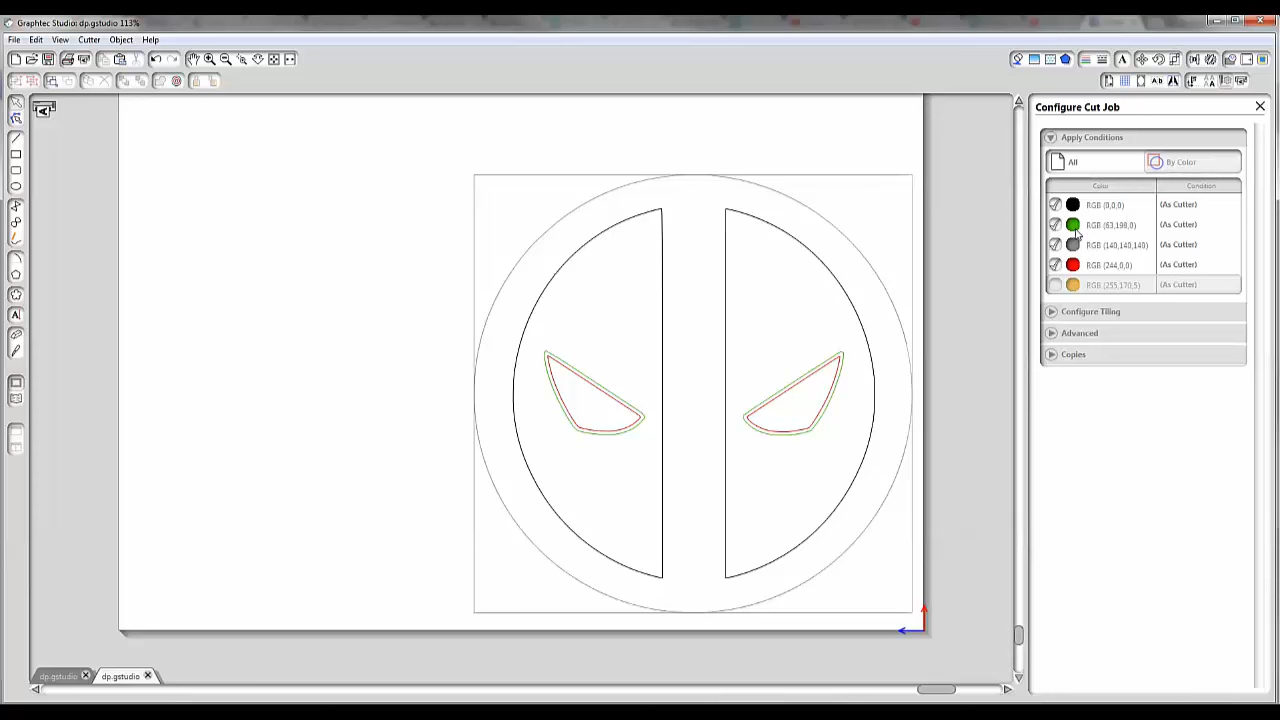 Graphtec Studio: dp.gstudio 113%
File Edit View Cutter Object Help
Configure Cut Job
Apply Conditions
All By Color
Color Condition
RGB (0,0,0) (As Cutter)
RGB (63,198,0) (As Cutter)
RGB (140,140,140) (As Cutter)
RGB (244,0,0) (As Cutter)
RGB (255,170,5) (As Cutter)
Configure Tiling
Advanced
Copies
dp.gstudio dp.gstudio